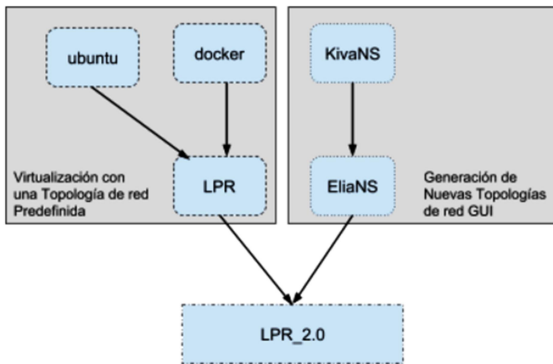 ubuntu
docker
KivaNS
Virtualización con
una Topología de red
Predefinida
LPR
EliaNS
Generación de
Nuevas Topologías
de red GUI
LPR_2.0